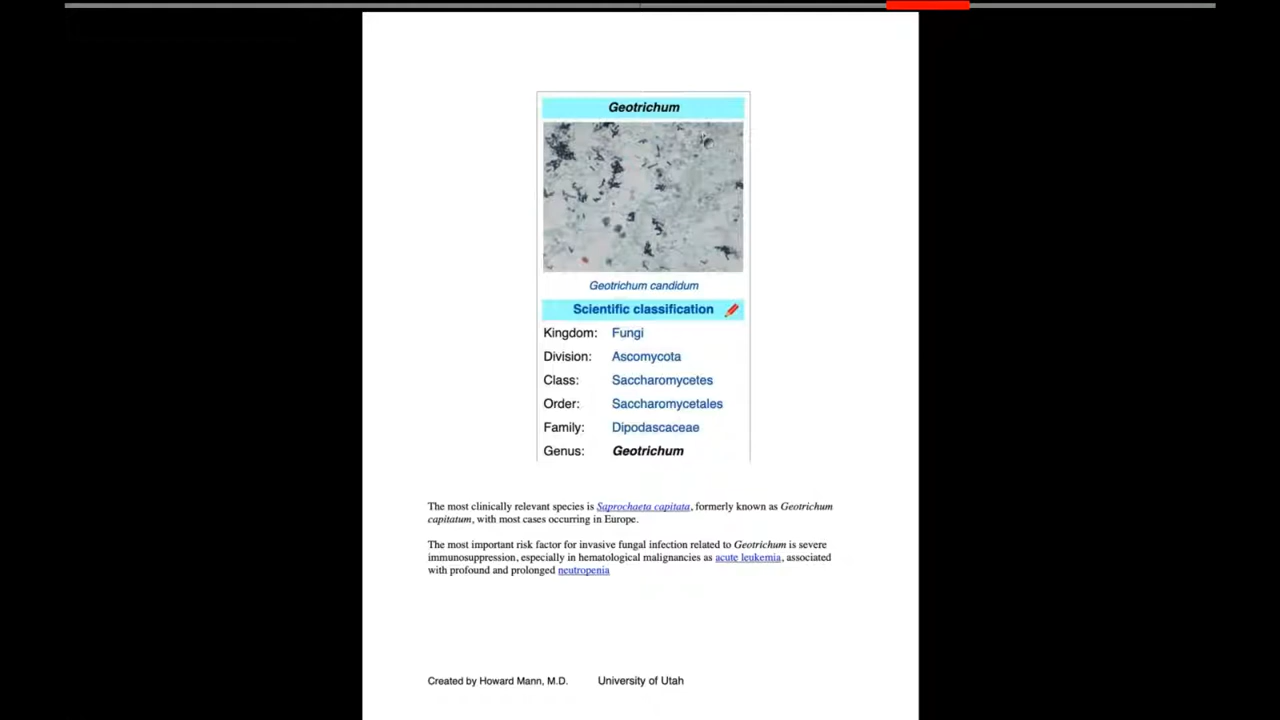 Geotrichum
Geotrichum candidum
Scientific classification
Kingdom: Fungi
Division: Ascomycota
Class: Saccharomycetes
Order: Saccharomycetales
Family: Dipodascaceae
Genus: Geotrichum
The most clinically relevant species is Saprochaeta capitata, formerly known as Geotrichum
capitatum, with most cases occurring in Europe.
The most important risk factor for invasive fungal infection related to Geotrichum is severe
immunosuppression, especially in hematological malignancies as acute leukemia, associated
with profound and prolonged neutropenia
Created by Howard Mann, M.D. University of Utah